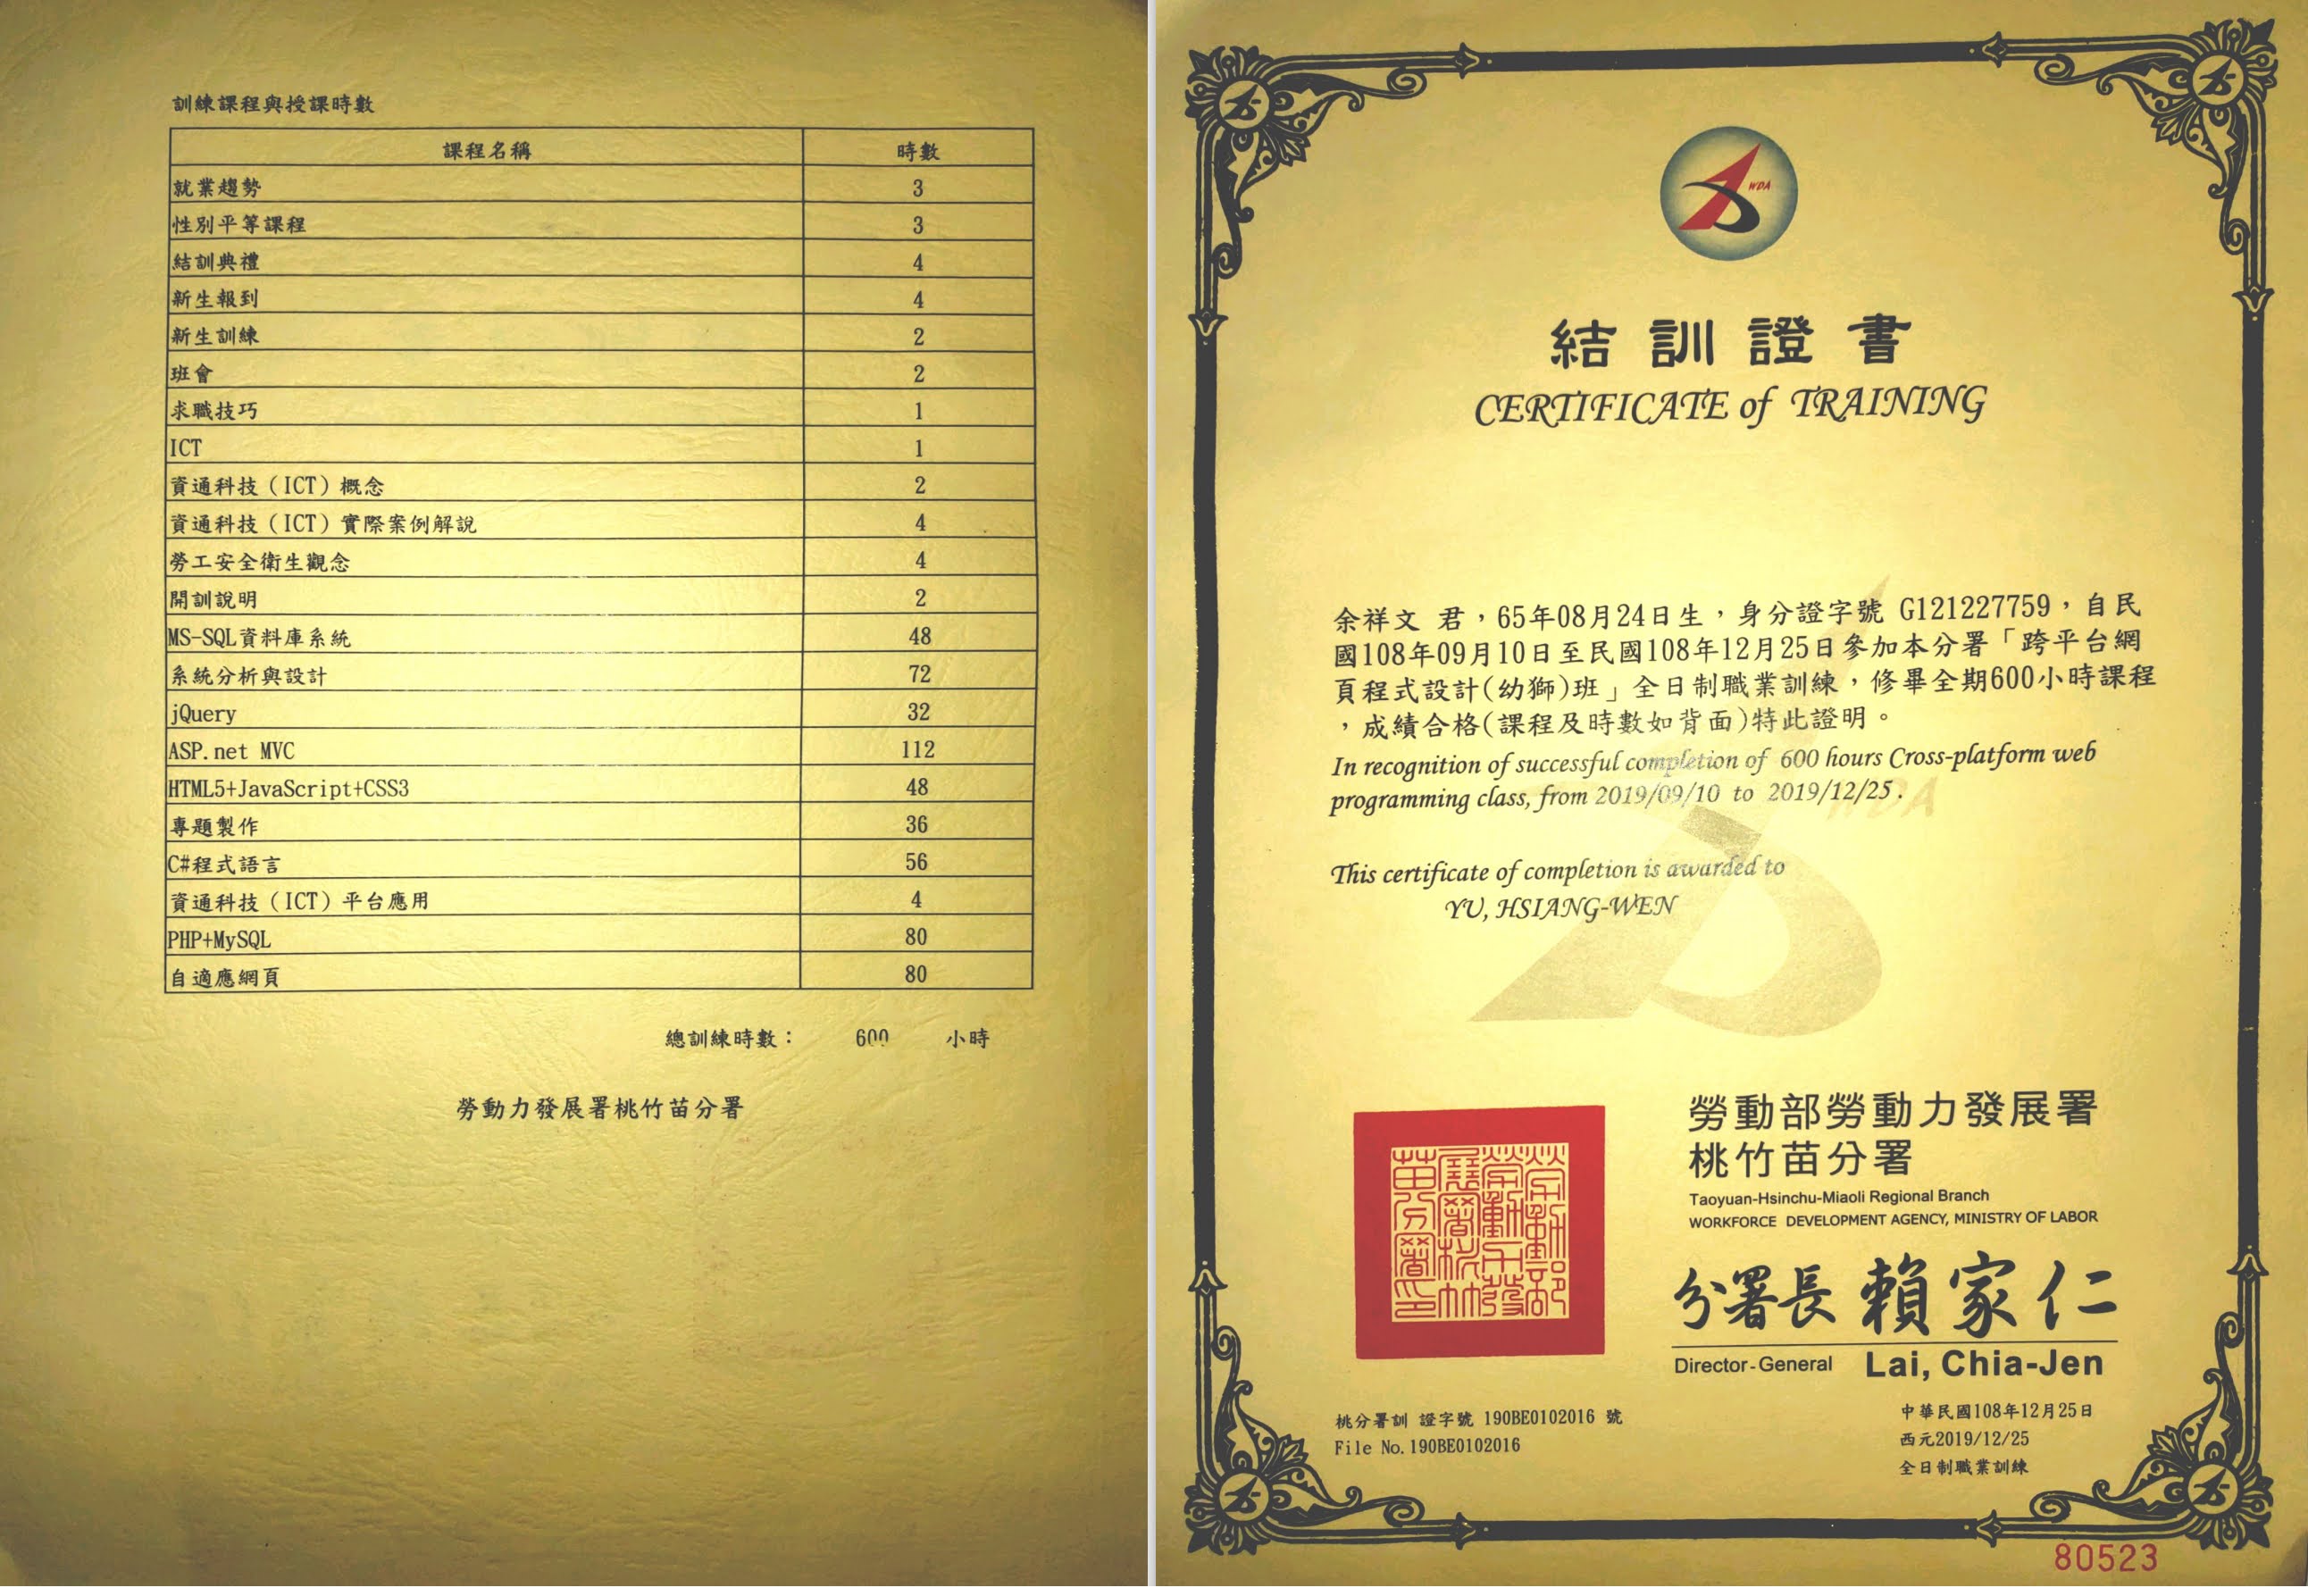 訓練課程與授課時數
課程名稱 時數
就業趨勢 3
性別平等課程 3
結訓典禮 4
新生報到 4
新生訓練 2
班會 2
求職技巧 1
ICT 1
資通科技（ICT）概念 2
資通科技（ICT）實際案例解說 4
勞工安全衛生觀念 4
開訓說明 2
MS-SQL資料庫系統 48
系統分析與設計 72
jQuery 32
ASP.net MVC 112
HTML5+JavaScript+CSS3 48
專題製作 36
C#程式語言 56
資通科技（ICT）平台應用 4
PHP+MySQL 80
自適應網頁 80
總訓練時數： 600 小時
勞動力發展署桃竹苗分署
WDA
結訓證書
CERTIFICATE of TRAINING
余祥文 君，65年08月24日生，身分證字號 G121227759，自民
國108年09月10日至民國108年12月25日參加本分署「跨平台網
頁程式設計(幼獅)班」全日制職業訓練，修畢全期600小時課程
，成績合格(課程及時數如背面)特此證明。
In recognition of successful completion of 600 hours Cross-platform web
programming class, from 2019/09/10 to 2019/12/25.
WDA
This certificate of completion is awarded to
YU, HSIANG-WEN
勞動部勞動力發展署
桃竹苗分署
Taoyuan-Hsinchu-Miaoli Regional Branch
WORKFORCE DEVELOPMENT AGENCY, MINISTRY OF LABOR
勞動部勞動力發展署桃竹苗分署印
分署長 賴家仁
Director-General Lai, Chia-Jen
桃分署訓 證字號 190BE0102016 號
File No.190BE0102016
中華民國108年12月25日
西元2019/12/25
全日制職業訓練
80523